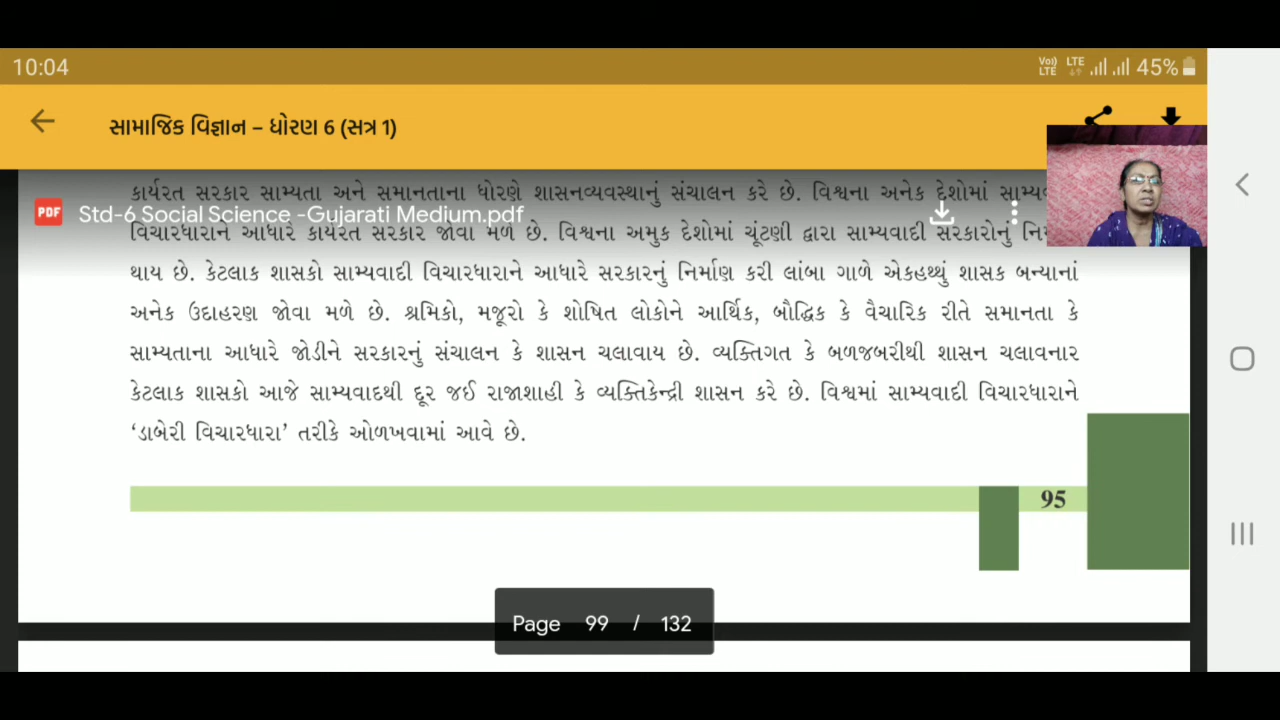 10:04
Vo)) LTE LTE 45%
સામાજિક વિજ્ઞાન – ધોરણ 6 (સત્ર 1)
કાર્યરત સરકાર સામ્યતા અને સમાનતાના ધોરણે શાસનવ્યવસ્થાનું સંચાલન કરે છે. વિશ્વના અનેક દેશોમાં
PDF Std-6 Social Science -Gujarati Medium.pdf
વિચારધારાને આધારે કાર્યરત સરકાર જોવા મળે છે. વિશ્વના અમુક દેશોમાં ચૂંટણી દ્વારા સામ્યવાદી સરકારોનું
થાય છે. કેટલાક શાસકો સામ્યવાદી વિચારધારાને આધારે સરકારનું નિર્માણ કરી લાંબા ગાળે એકહથ્થું શાસક બન્યાનાં
અનેક ઉદાહરણ જોવા મળે છે. શ્રમિકો, મજૂરો કે શોષિત લોકોને આર્થિક, બૌદ્ધિક કે વૈચારિક રીતે સમાનતા કે
સામ્યતાના આધારે જોડીને સરકારનું સંચાલન કે શાસન ચલાવાય છે. વ્યક્તિગત કે બળજબરીથી શાસન ચલાવનાર
કેટલાક શાસકો આજે સામ્યવાદથી દૂર જઈ રાજાશાહી કે વ્યક્તિકેન્દ્રી શાસન કરે છે. વિશ્વમાં સામ્યવાદી વિચારધારાને
‘ડાબેરી વિચારધારા’ તરીકે ઓળખવામાં આવે છે.
95
Page 99 / 132